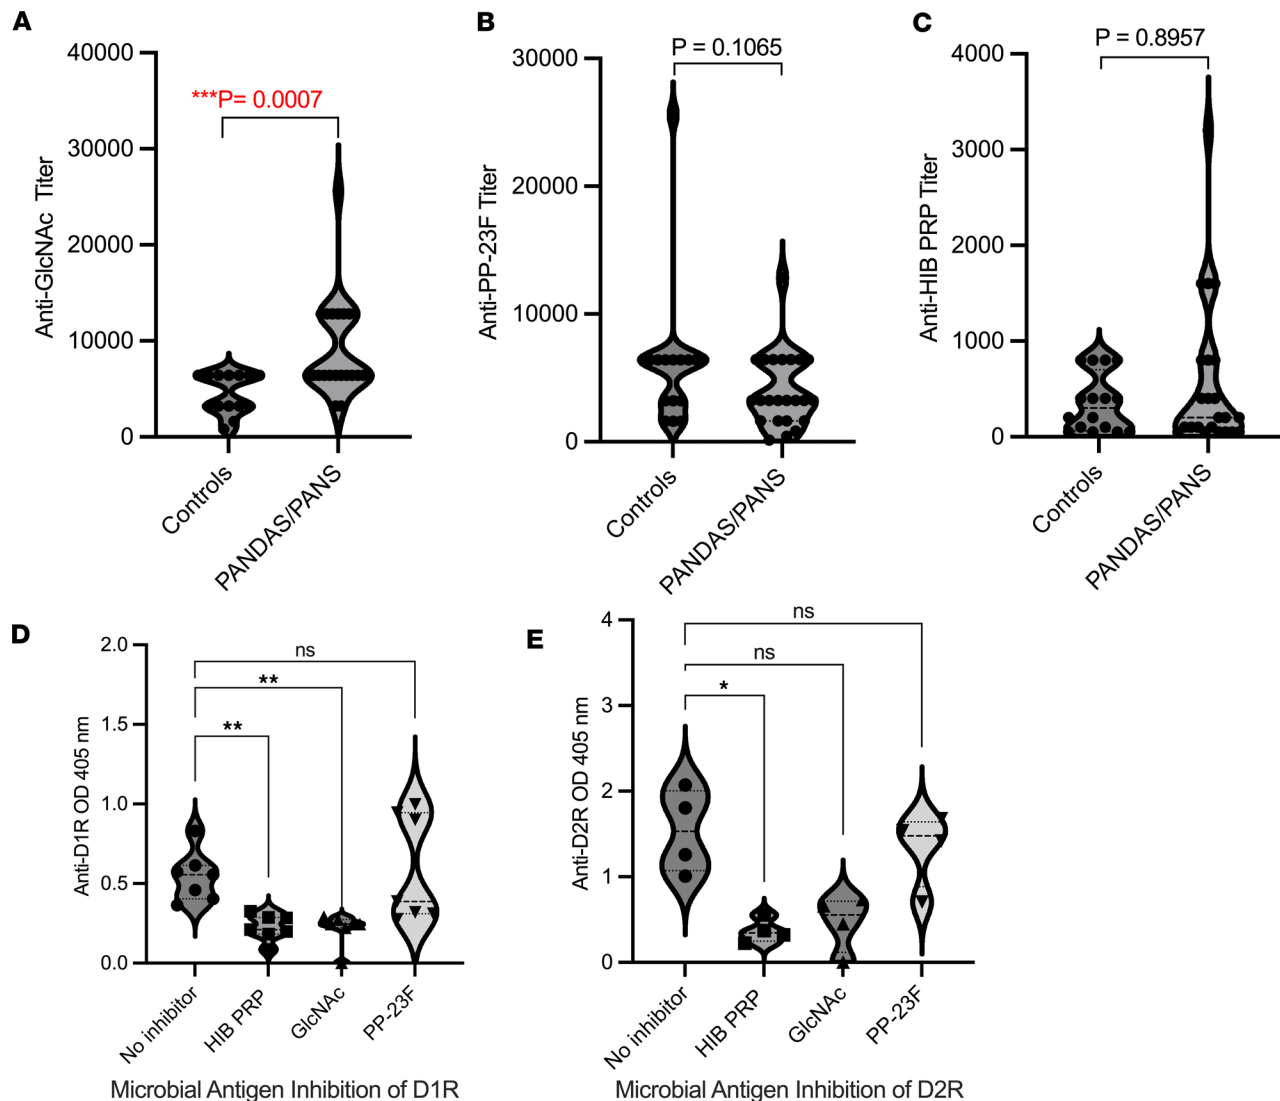 A
40000
30000
20000
10000
0
Anti-GlcNAc Titer
***P= 0.0007
Controls
PANDAS/PANS
B
30000
20000
10000
0
Anti-PP-23F Titer
P = 0.1065
Controls
PANDAS/PANS
C
4000
3000
2000
1000
0
Anti-HIB PRP Titer
P = 0.8957
Controls
PANDAS/PANS
D
2.0
1.5
1.0
0.5
0.0
Anti-D1R OD 405 nm
ns
**
**
No inhibitor
HIB PRP
GlcNAc
PP-23F
Microbial Antigen Inhibition of D1R
E
4
3
2
1
0
Anti-D2R OD 405 nm
ns
ns
*
No inhibitor
HIB PRP
GlcNAc
PP-23F
Microbial Antigen Inhibition of D2R